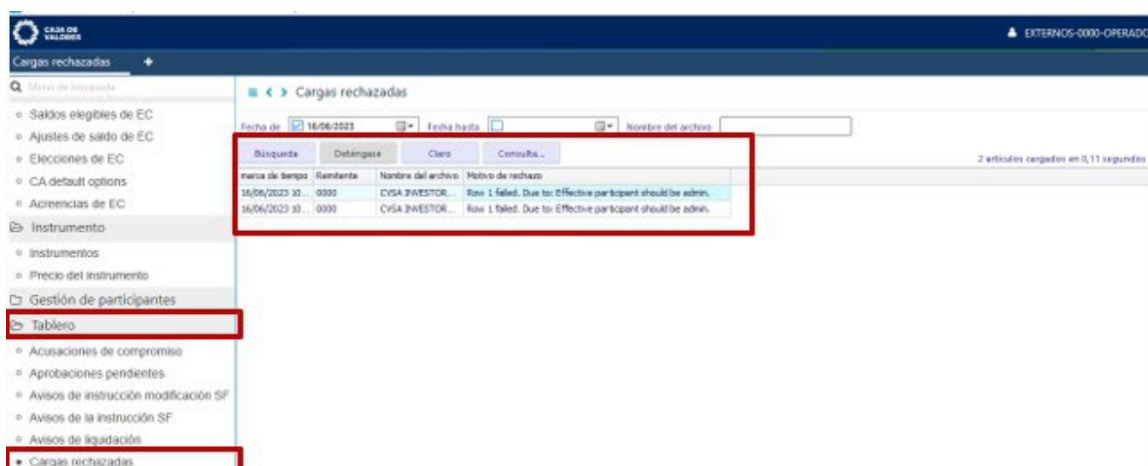 CAJA DE
VALORES
EXTERNOS-0000-OPERADO
Cargas rechazadas +
Menú de búsqueda
Cargas rechazadas
Saldos elegibles de EC
Ajustes de saldo de EC
Elecciones de EC
CA default options
Acreencias de EC
Instrumento
Instrumentos
Precio del instrumento
Gestión de participantes
Tablero
Acusaciones de compromiso
Aprobaciones pendientes
Avisos de instrucción modificación SF
Avisos de la instrucción SF
Avisos de liquidación
Cargas rechazadas
Fecha de 16/06/2023 Fecha hasta Nombre del archivo
Búsqueda Deténgase Claro Consulta...
2 artículos cargados en 0,11 segundos
marca de tiempo Remitente Nombre del archivo Motivo de rechazo
16/06/2023 10... 0000 CVSA INVESTOR... Row 1 failed. Due to: Effective participant should be admin.
16/06/2023 10... 0000 CVSA INVESTOR... Row 1 failed. Due to: Effective participant should be admin.